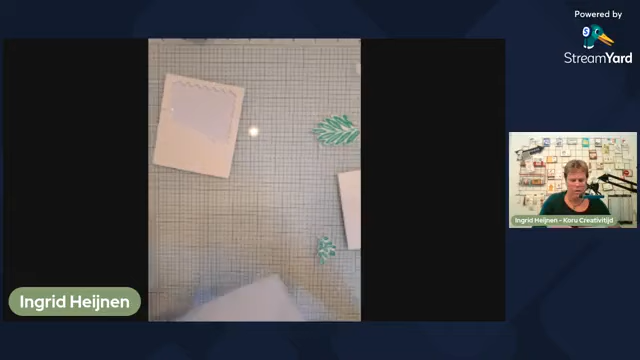 Powered by
StreamYard
Ingrid Heijnen - Koru Creativitijd
Ingrid Heijnen